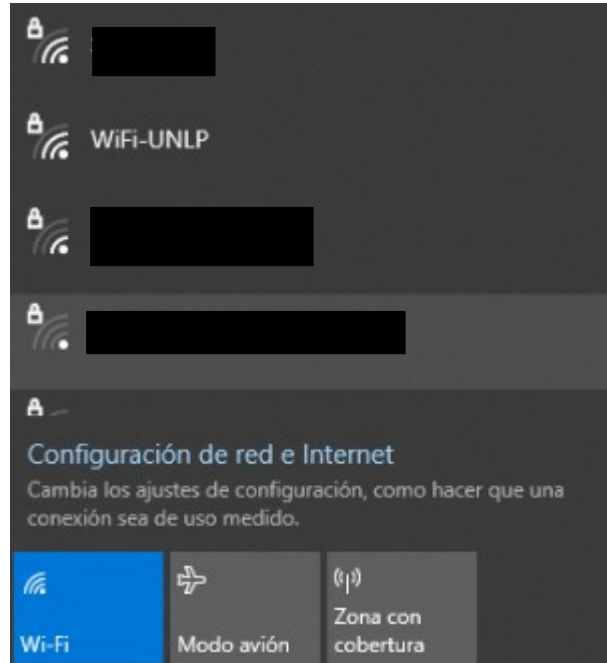 WiFi-UNLP
Configuración de red e Internet
Cambia los ajustes de configuración, como hacer que una
conexión sea de uso medido.
Wi-Fi
Modo avión
Zona con
cobertura